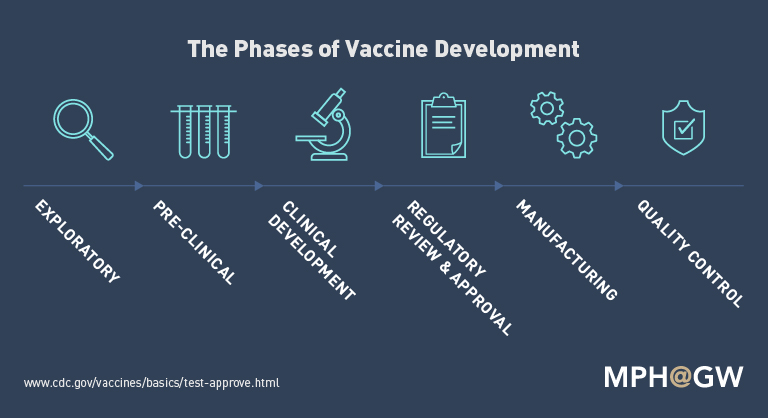 The Phases of Vaccine Development
EXPLORATORY
PRE-CLINICAL
CLINICAL
DEVELOPMENT
REGULATORY
REVIEW & APPROVAL
MANUFACTURING
QUALITY CONTROL
www.cdc.gov/vaccines/basics/test-approve.html
MPH@GW